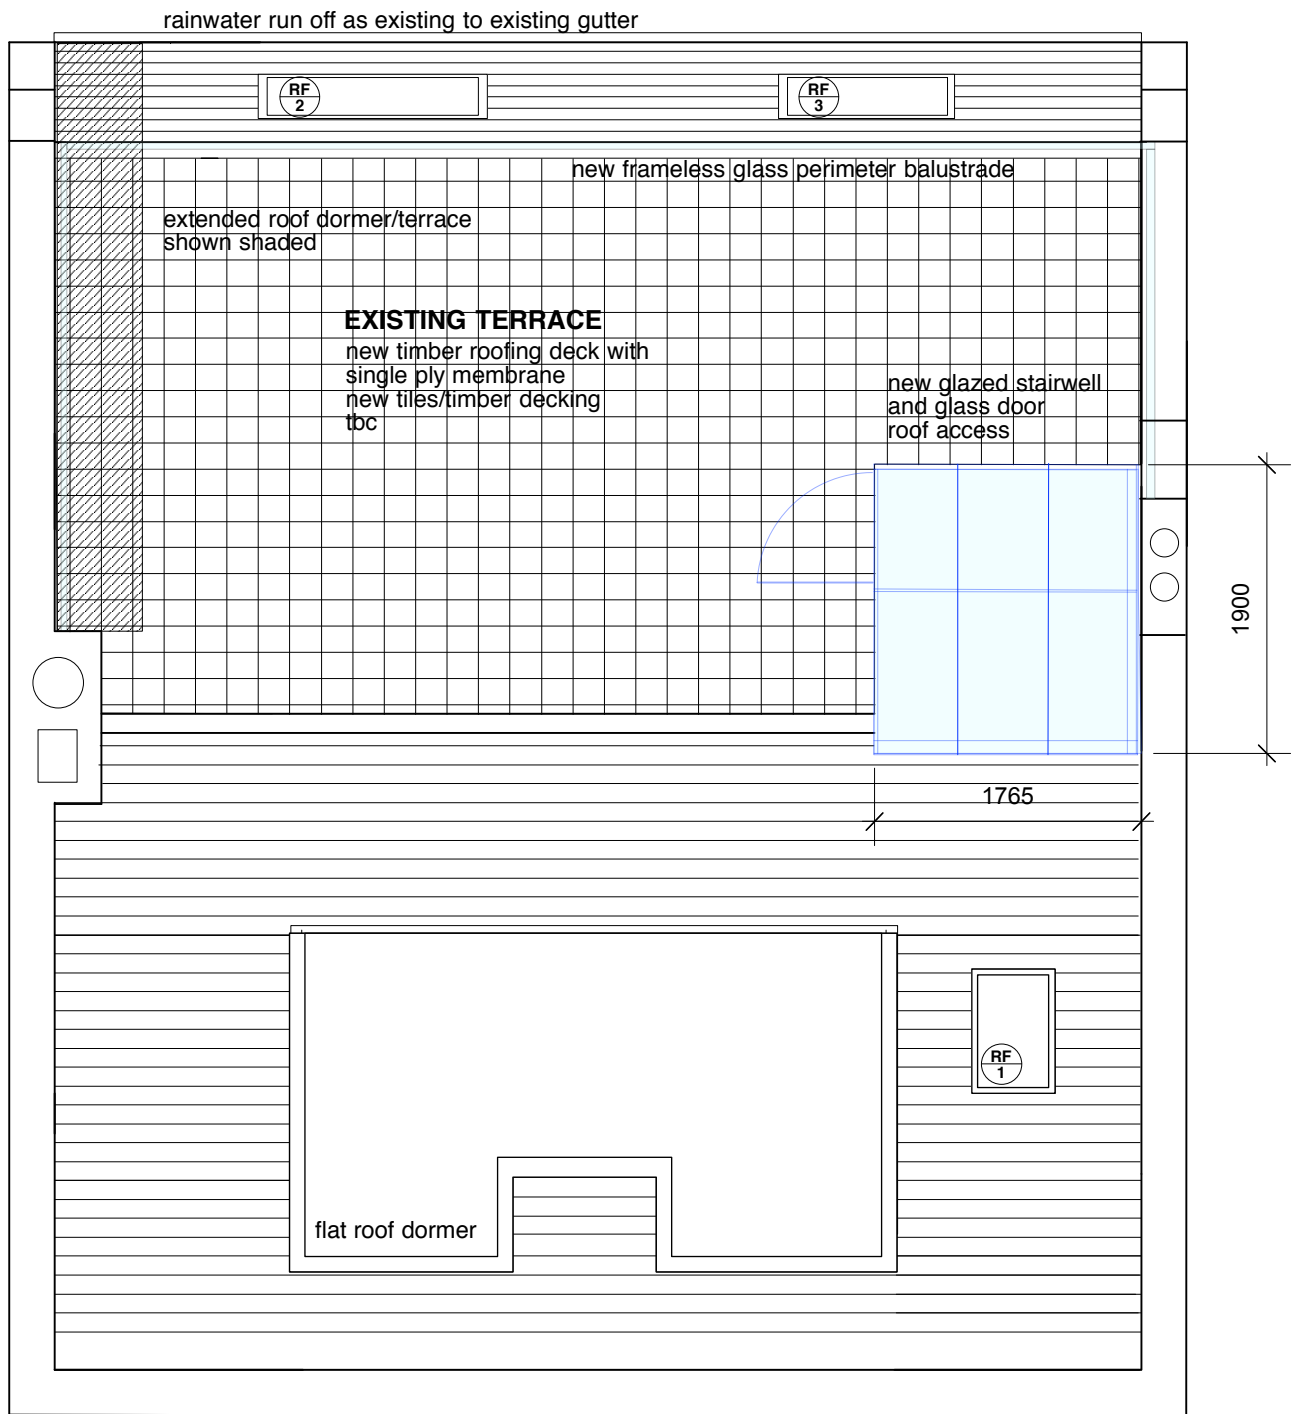 rainwater run off as existing to existing gutter
RF
2
RF
3
new frameless glass perimeter balustrade
extended roof dormer/terrace
shown shaded
EXISTING TERRACE
new timber roofing deck with
single ply membrane
new tiles/timber decking
tbc
new glazed stairwell
and glass door
roof access
1900
1765
RF
1
flat roof dormer